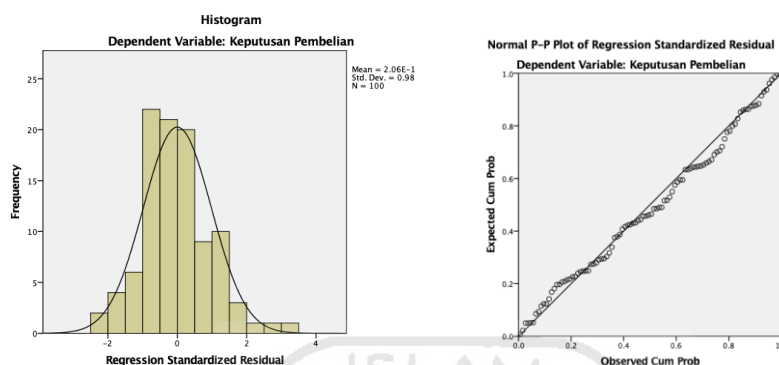 Histogram
Dependent Variable: Keputusan Pembelian
Mean = 2.06E-1
Std. Dev. = 0.98
N = 100
Frequency
25
20
15
10
5
0
-2
0
2
4
Regression Standardized Residual
Normal P-P Plot of Regression Standardized Residual
Dependent Variable: Keputusan Pembelian
Expected Cum Prob
1.0
0.8
0.6
0.4
0.2
0.0
0.0
0.2
0.4
0.6
0.8
Observed Cum Prob
ISLAM